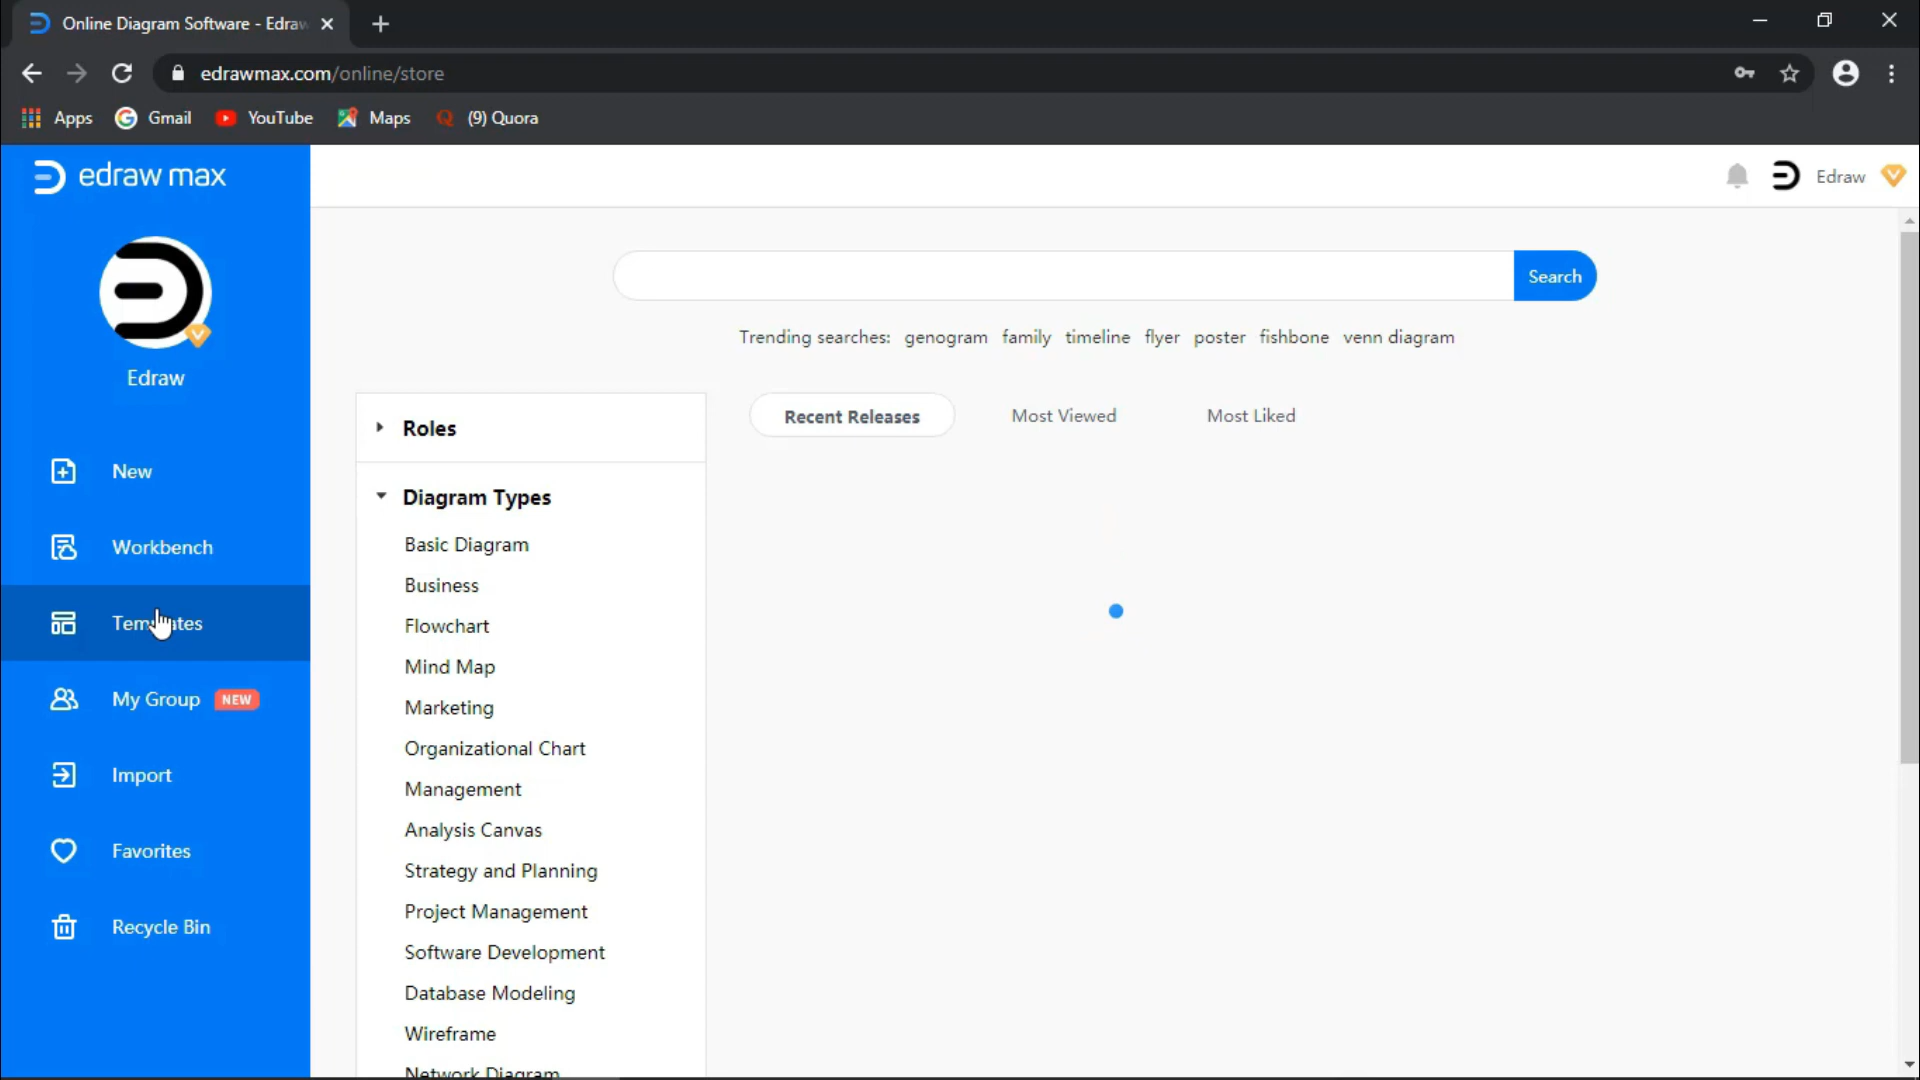 Online Diagram Software - Edraw
edrawmax.com/online/store
Apps
Gmail
YouTube
Maps
(9) Quora
edraw max
Edraw
Search
Trending searches: genogram family timeline flyer poster fishbone venn diagram
Edraw
Roles
Recent Releases
Most Viewed
Most Liked
New
Diagram Types
Workbench
Basic Diagram
Business
Templates
Flowchart
Mind Map
My Group NEW
Marketing
Organizational Chart
Import
Management
Analysis Canvas
Favorites
Strategy and Planning
Project Management
Recycle Bin
Software Development
Database Modeling
Wireframe
Network Diagram